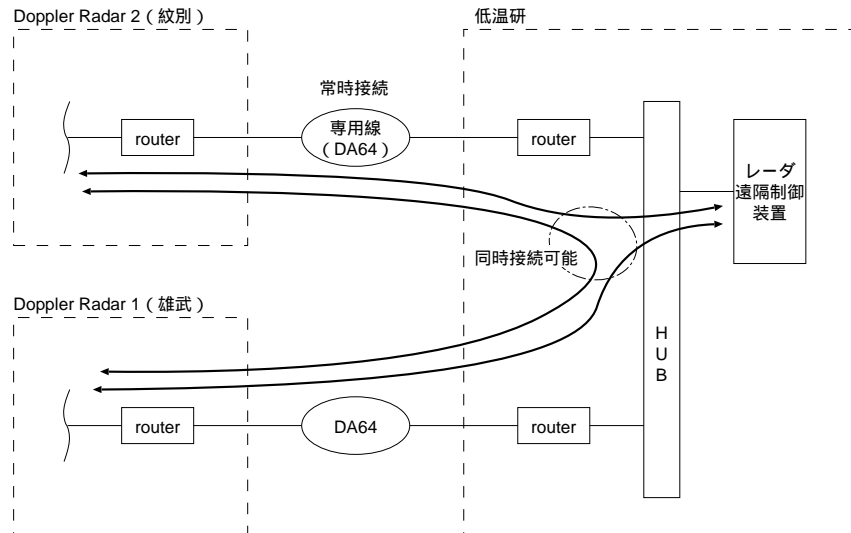 Doppler Radar 2（紋別）
低温研
常時接続
router
専用線
（DA64）
router
レーダ
遠隔制御
装置
同時接続可能
Doppler Radar 1（雄武）
H
U
B
router
DA64
router